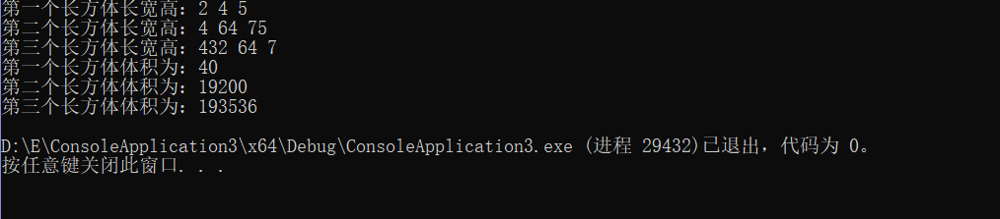 第一个长方体长宽高：2 4 5
第二个长方体长宽高：4 64 75
第三个长方体长宽高：432 64 7
第一个长方体体积为：40
第二个长方体体积为：19200
第三个长方体体积为：193536
D:\E\ConsoleApplication3\x64\Debug\ConsoleApplication3.exe (进程 29432)已退出，代码为 0。
按任意键关闭此窗口. . .